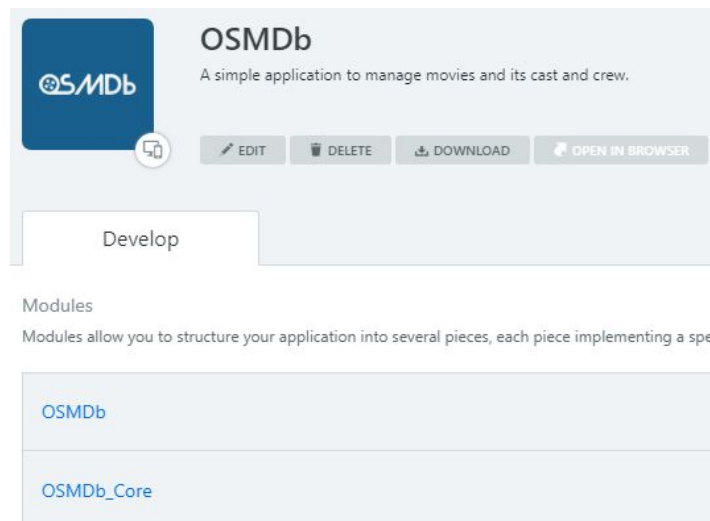 OSMDb
OSMDb
A simple application to manage movies and its cast and crew.
EDIT
DELETE
DOWNLOAD
OPEN IN BROWSER
Develop
Modules
Modules allow you to structure your application into several pieces, each piece implementing a spe
OSMDb
OSMDb_Core